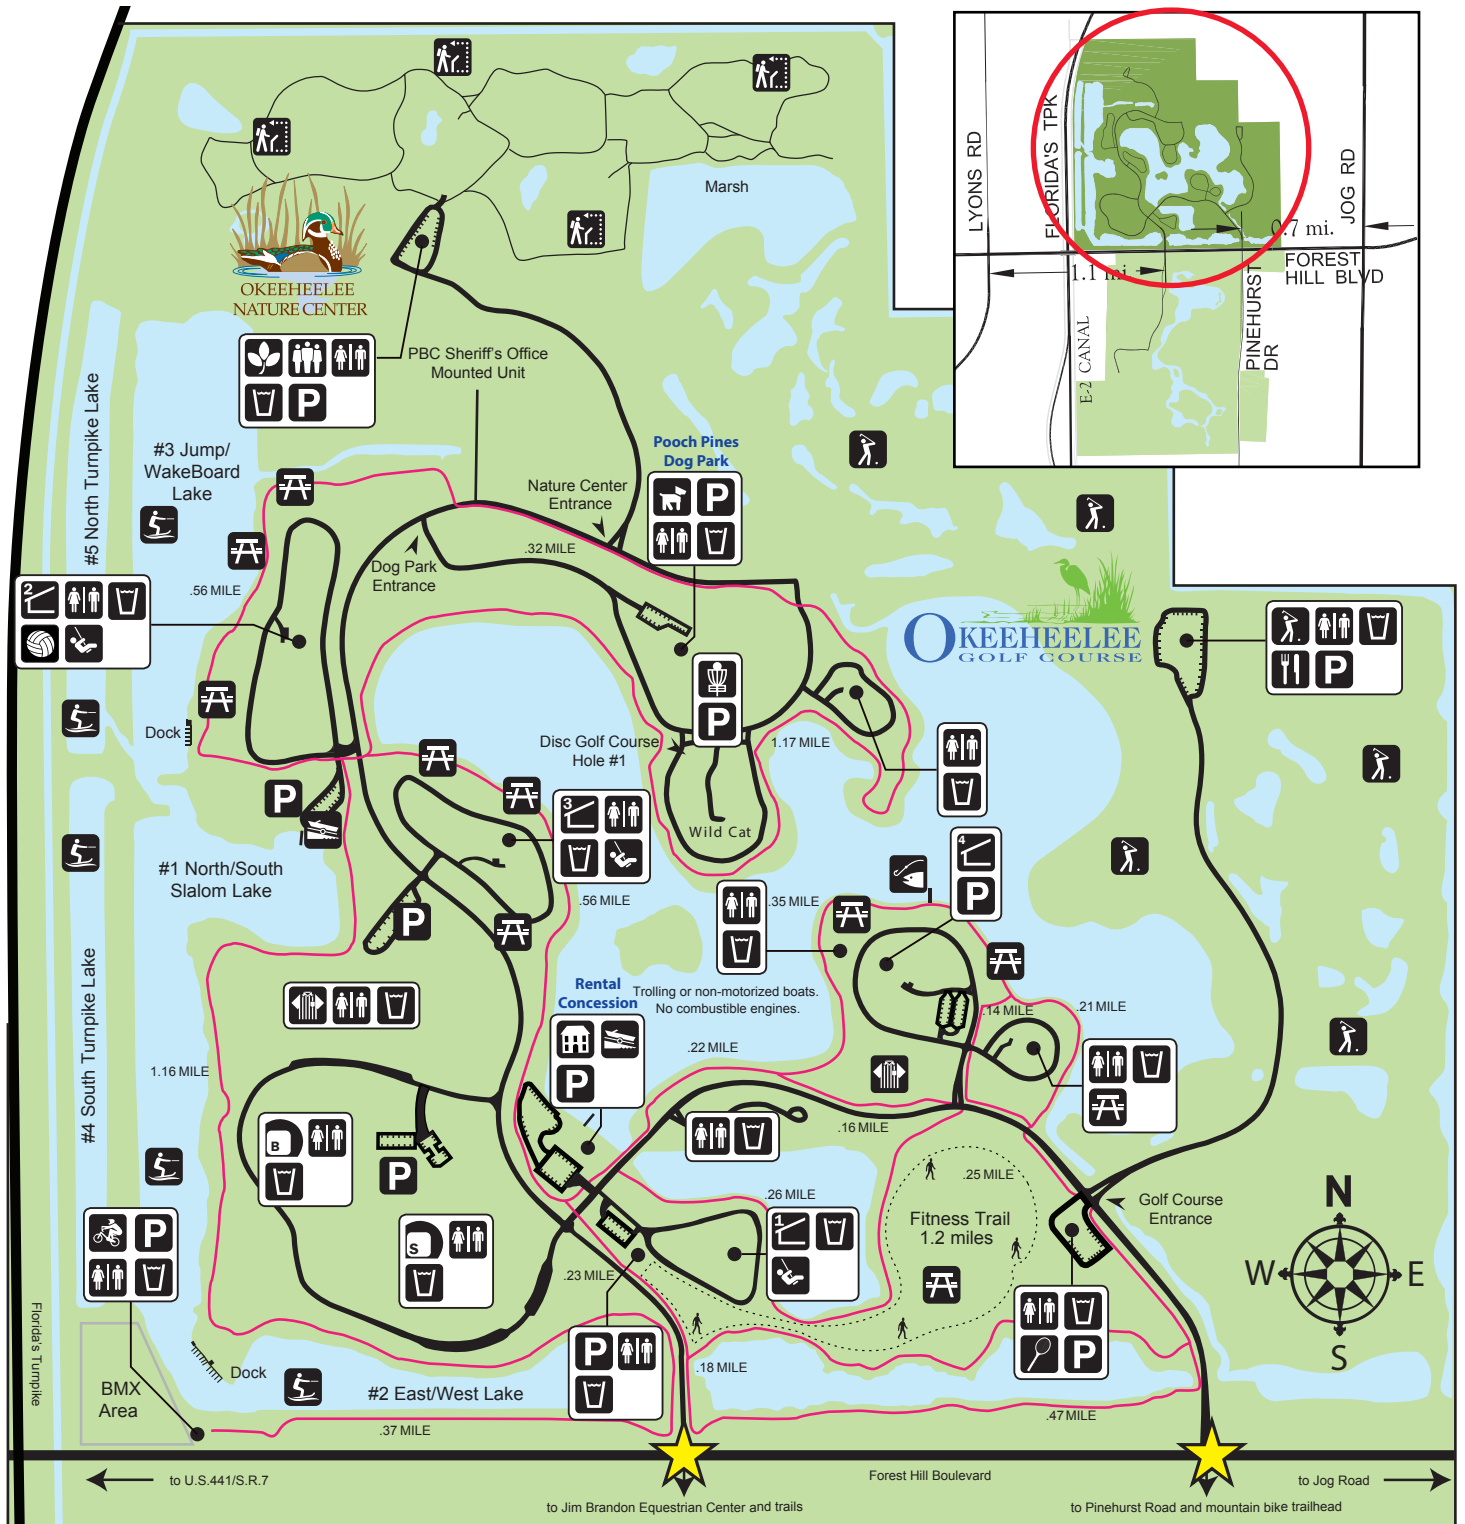 Marsh
OKEEHEELEE
NATURE CENTER
LYONS RD
FLORIDA'S TPK
JOG RD
0.7 mi.
1.1 mi
FOREST
HILL BLVD
PINEHURST
DR
E-2 CANAL
P
PBC Sheriff's Office
Mounted Unit
#5 North Turnpike Lake
#3 Jump/
WakeBoard
Lake
Pooch Pines
Dog Park
P
Nature Center
Entrance
.32 MILE
Dog Park
Entrance
.56 MILE
2
OKEEHEELEE
GOLF COURSE
P
P
Dock
Disc Golf Course
Hole #1
1.17 MILE
P
3
Wild Cat
4
P
#1 North/South
Slalom Lake
.56 MILE
.35 MILE
P
Rental
Concession
Trolling or non-motorized boats.
No combustible engines.
P
.14 MILE
.21 MILE
#4 South Turnpike Lake
1.16 MILE
.22 MILE
.16 MILE
B
P
.25 MILE
Fitness Trail
1.2 miles
.26 MILE
1
Golf Course
Entrance
N
W
E
S
S
P
.23 MILE
P
P
Florida's Turnpike
BMX
Area
Dock
#2 East/West Lake
.18 MILE
.37 MILE
.47 MILE
to U.S.441/S.R.7
Forest Hill Boulevard
to Jog Road
to Jim Brandon Equestrian Center and trails
to Pinehurst Road and mountain bike trailhead